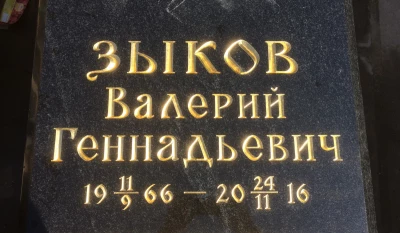 ЗЫКОВ
Валерий
Геннадьевич
19 11/9 66 — 20 24/11 16